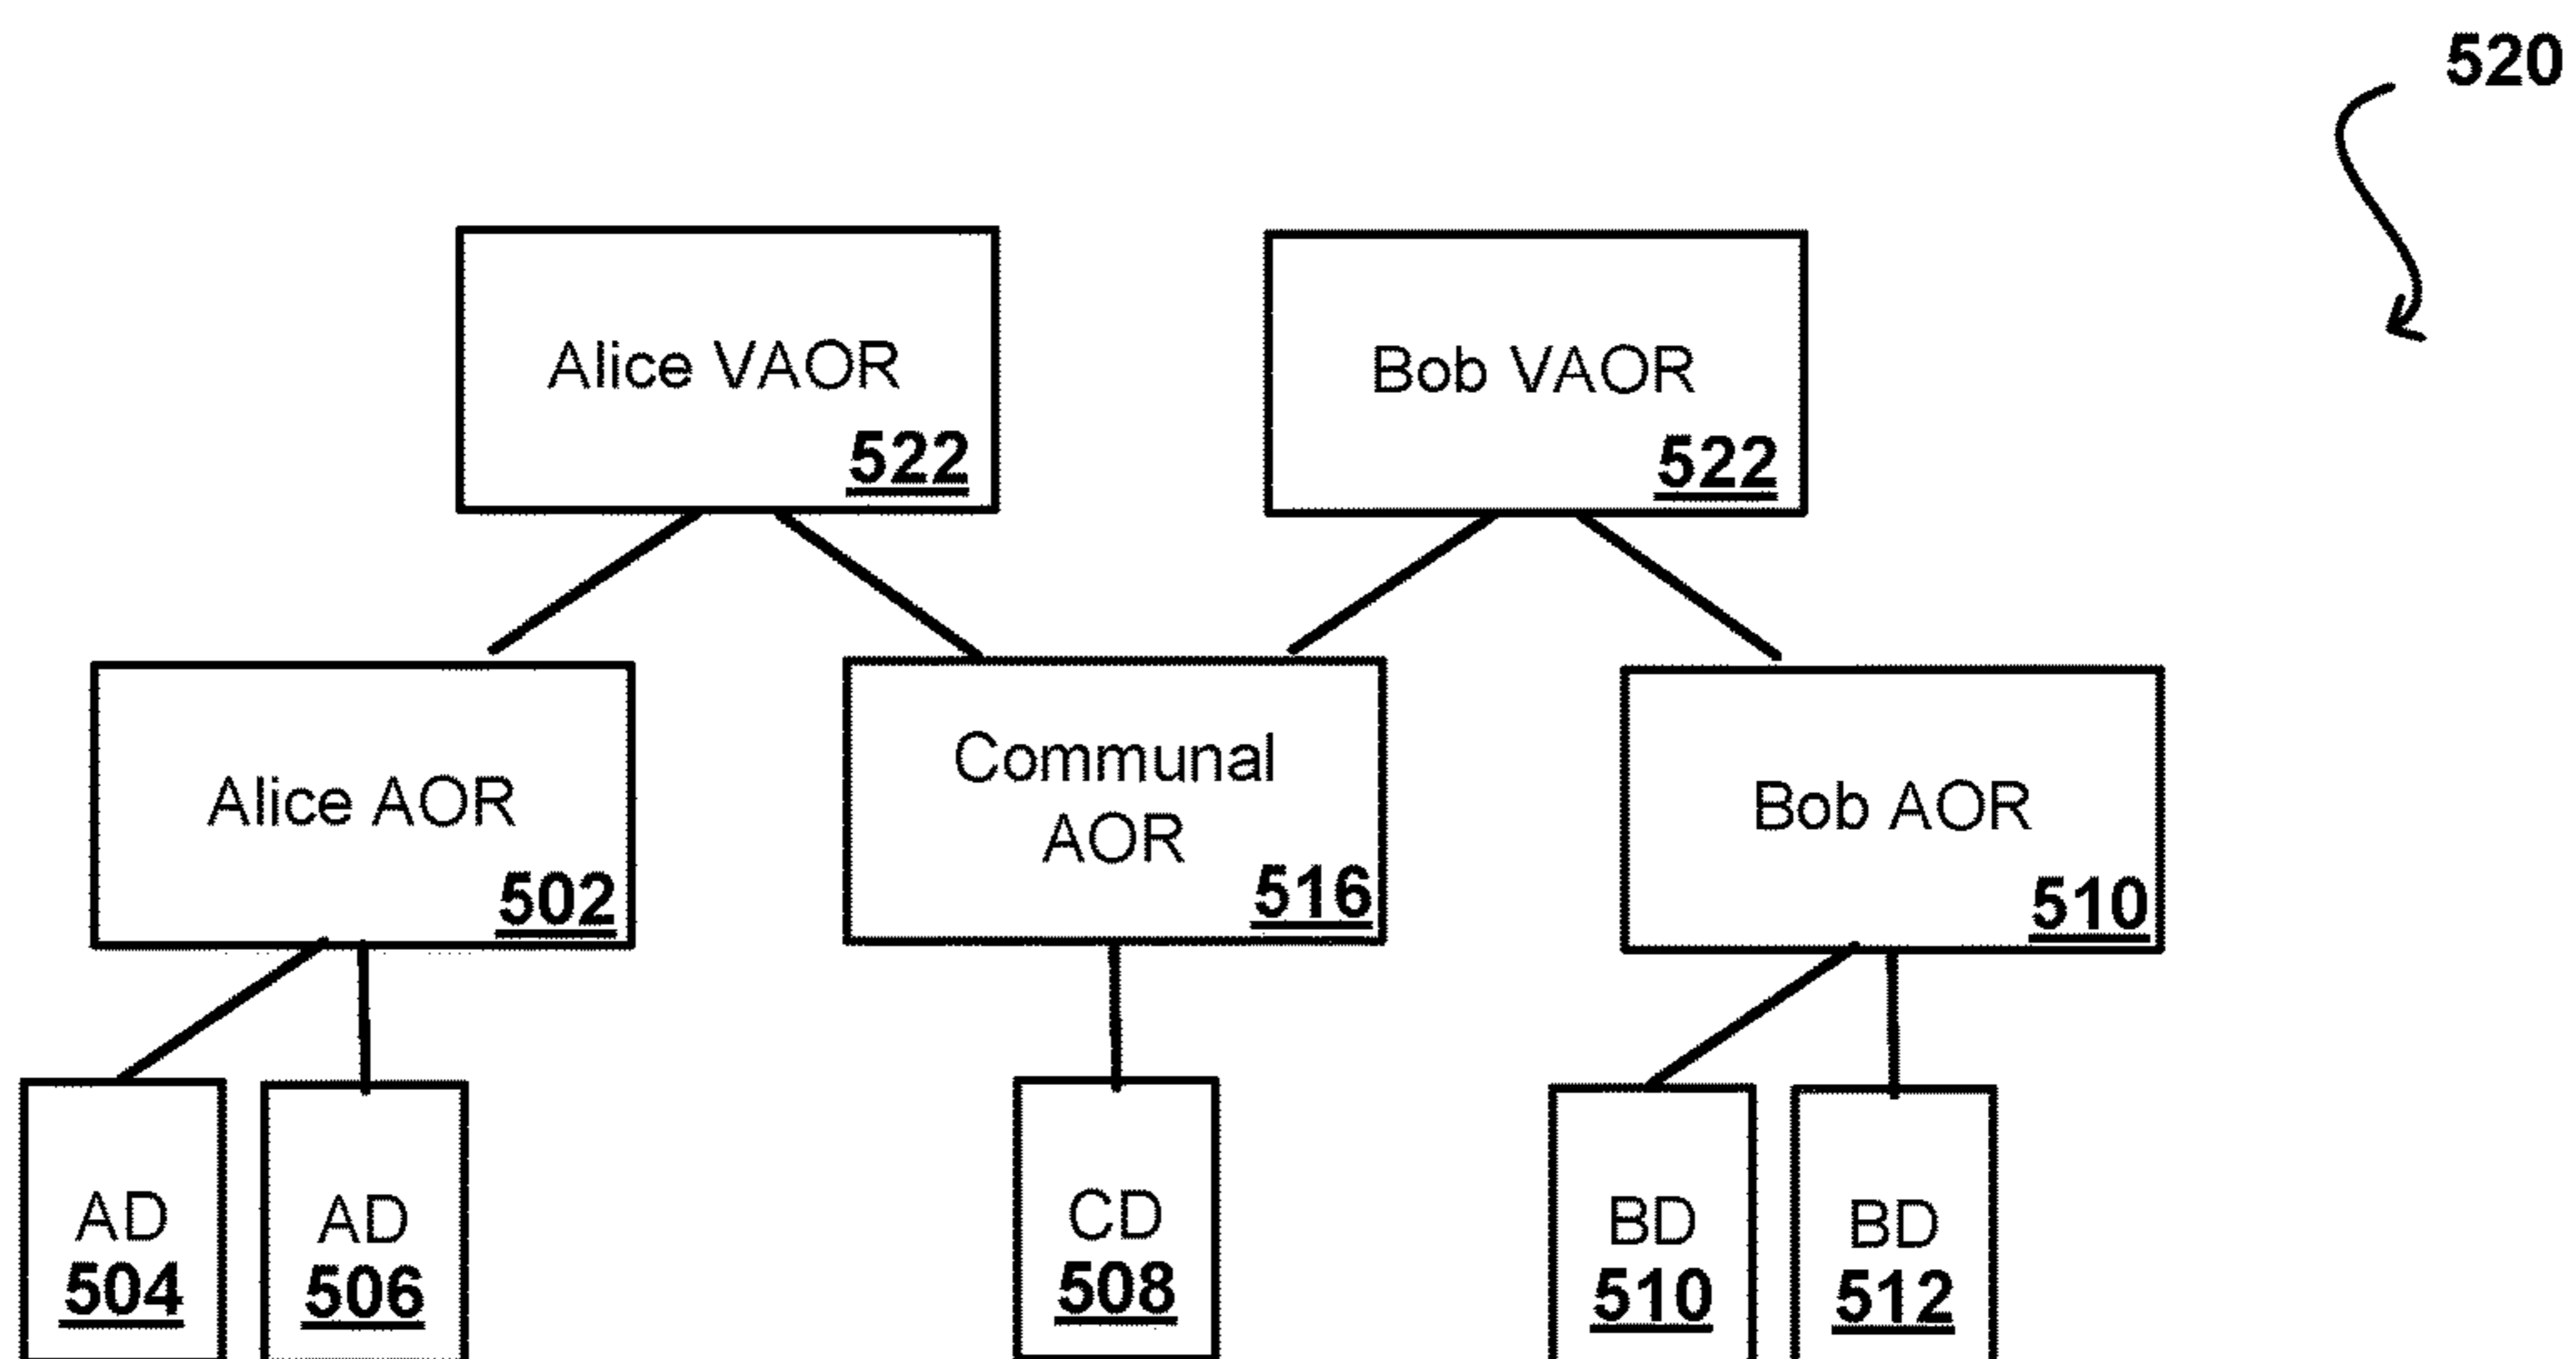 520
Alice VAOR
522
Bob VAOR
522
Alice AOR
502
Communal
AOR
516
Bob AOR
510
AD
504
AD
506
CD
508
BD
510
BD
512